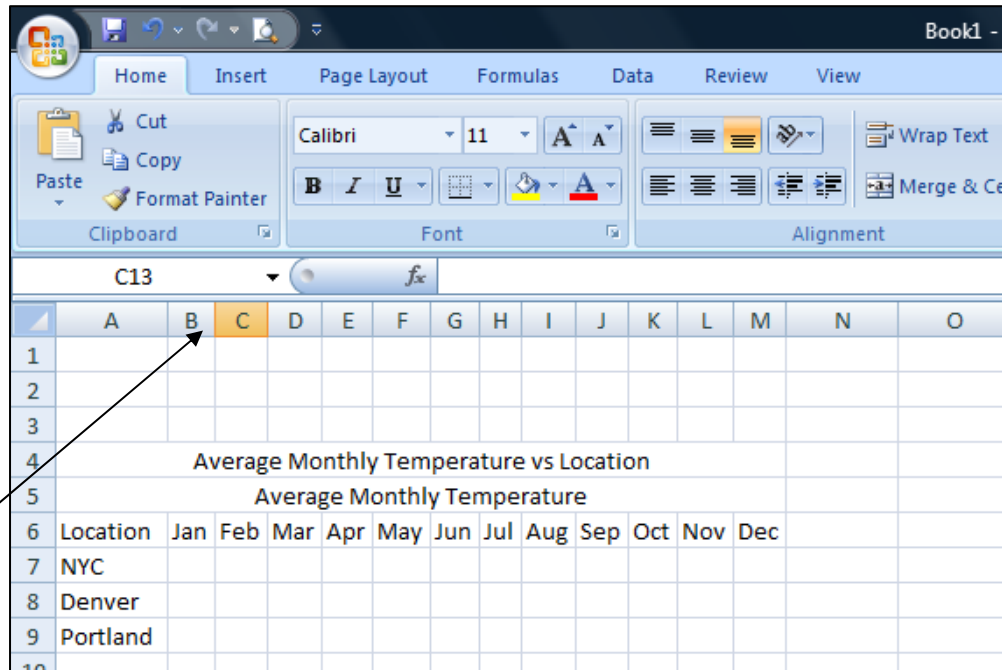 Book1 -
Home Insert Page Layout Formulas Data Review View
Cut
Copy
Format Painter
Paste
Clipboard
Calibri 11 A A
B I U A
Font
Wrap Text
Merge & Ce
Alignment
C13 fx
A B C D E F G H I J K L M N O
1
2
3
4 Average Monthly Temperature vs Location
5 Average Monthly Temperature
6 Location Jan Feb Mar Apr May Jun Jul Aug Sep Oct Nov Dec
7 NYC
8 Denver
9 Portland
10